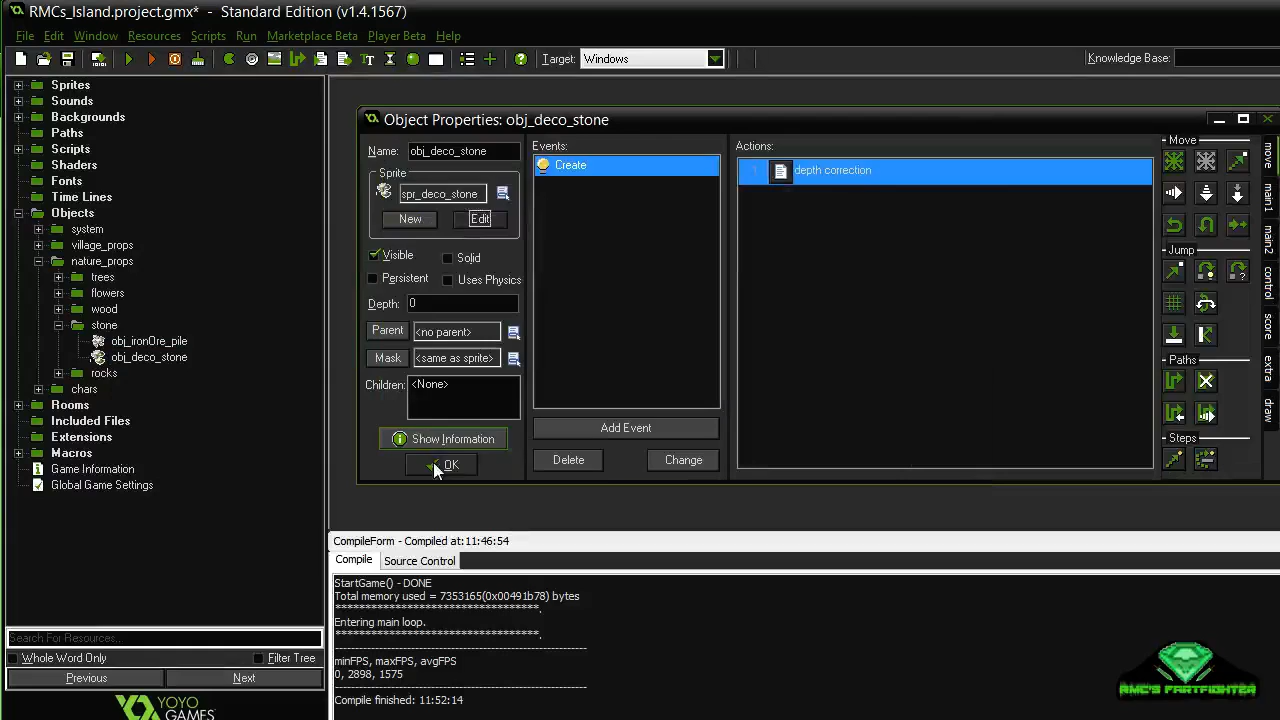 RMCs_Island.project.gmx* - Standard Edition (v1.4.1567)
File Edit Window Resources Scripts Run Marketplace Beta Player Beta Help
Target: Windows
Knowledge Base:
Sprites
Sounds
Backgrounds
Paths
Scripts
Shaders
Fonts
Time Lines
Objects
system
village_props
nature_props
trees
flowers
wood
stone
obj_ironOre_pile
obj_deco_stone
rocks
chars
Rooms
Included Files
Extensions
Macros
Game Information
Global Game Settings
Search For Resources..
Whole Word Only
Filter Tree
Previous
Next
YOYO
GAMES
Object Properties: obj_deco_stone
Name: obj_deco_stone
Sprite
spr_deco_stone
New
Edit
Visible
Solid
Persistent
Uses Physics
Depth: 0
Parent <no parent>
Mask <same as sprite>
Children: <None>
Show Information
OK
Events:
Create
Add Event
Delete
Change
Actions:
1 depth correction
Move
Jump
Paths
Steps
move
main1
main2
control
score
extra
draw
CompileForm - Compiled at:11:46:54
Compile
Source Control
StartGame() - DONE
Total memory used = 7353165(0x00491b78) bytes
**********************************.
Entering main loop.
**********************************.
minFPS, maxFPS, avgFPS
0, 2898, 1575
Compile finished: 11:52:14
RMC'S FARTFIGHTER